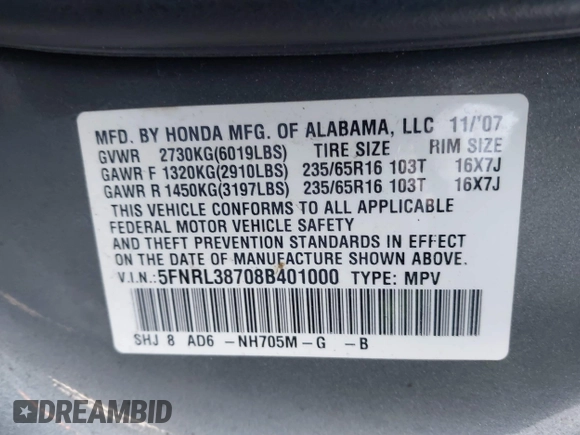 MFD. BY HONDA MFG. OF ALABAMA, LLC 11/'07
GVWR 2730KG(6019LBS) TIRE SIZE RIM SIZE
GAWR F 1320KG(2910LBS) 235/65R16 103T 16X7J
GAWR R 1450KG(3197LBS) 235/65R16 103T 16X7J
THIS VEHICLE CONFORMS TO ALL APPLICABLE
FEDERAL MOTOR VEHICLE SAFETY
AND THEFT PREVENTION STANDARDS IN EFFECT
ON THE DATE OF MANUFACTURE SHOWN ABOVE.
V.I.N.: 5FNRL38708B401000 TYPE: MPV
SHJ 8 AD6 -NH705M-G -B
DREAMBID